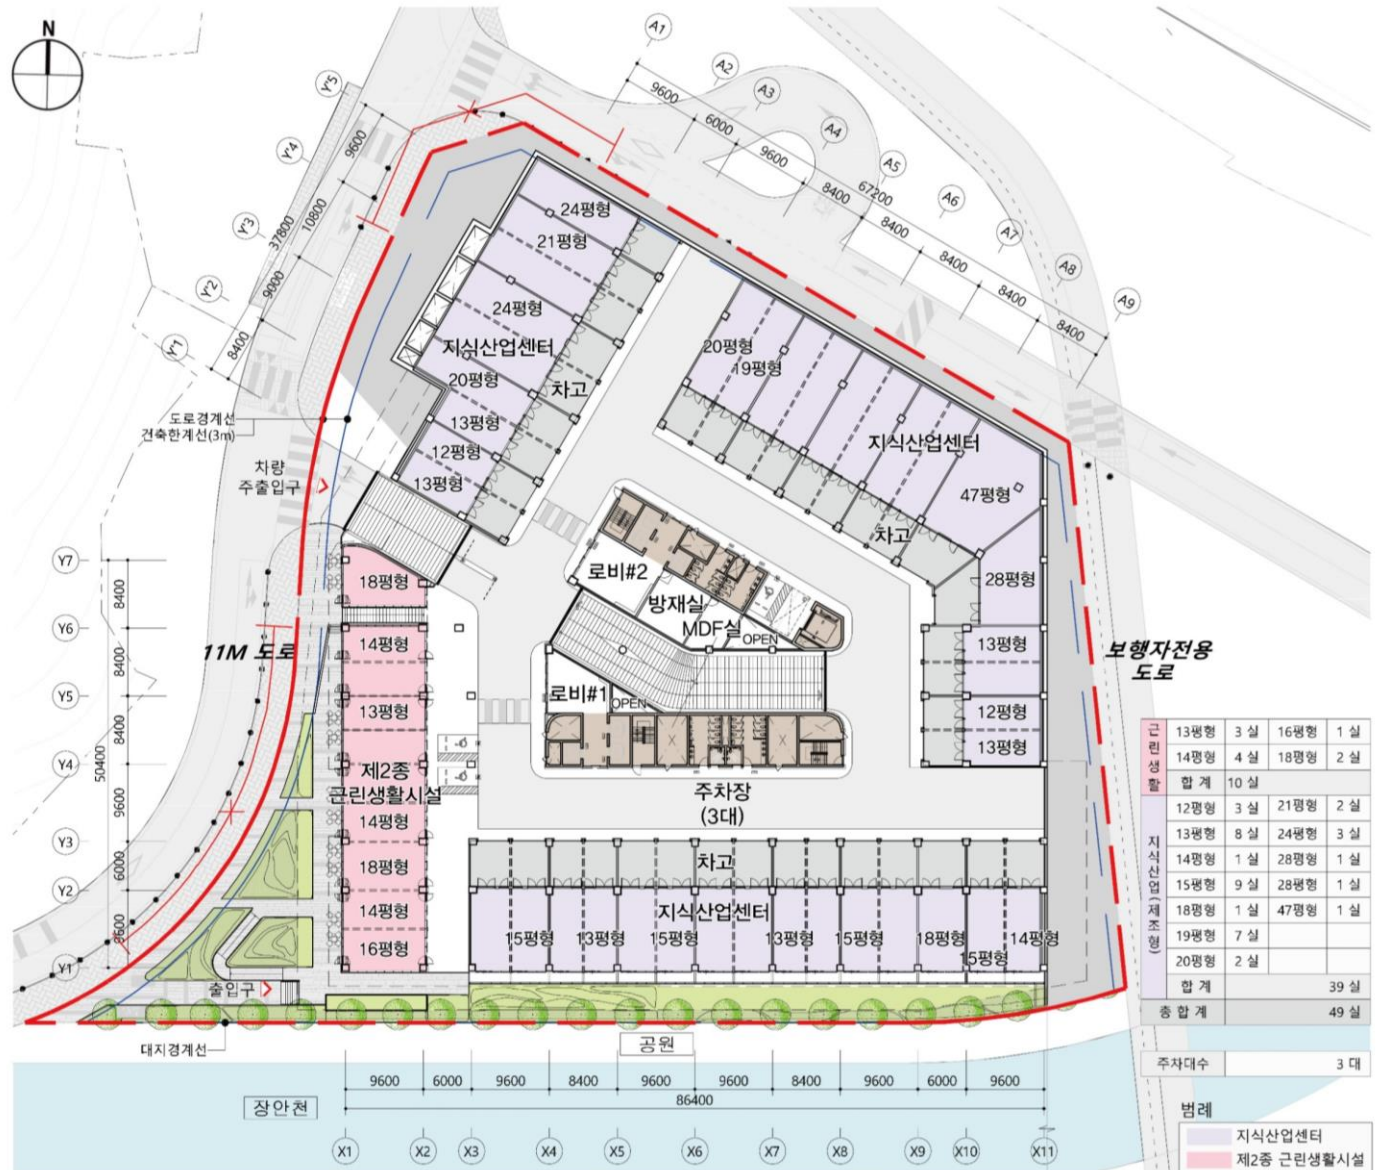 N
A1
A2
A3
A4
A5
A6
A7
A8
A9
9600
6000
9600
8400
67200
8400
8400
8400
8400
Y'5
Y'4
Y'3
Y'2
Y'1
9600
10800
37800
9000
8400
24평형
21평형
24평형
지식산업센터
20평형
차고
13평형
12평형
13평형
20평형
19평형
지식산업센터
47평형
차고
28평형
13평형
12평형
13평형
도로경계선
건축한계선(3m)
차량
주출입구
11M 도로
보행자전용
도로
Y7
Y6
Y5
Y4
Y3
Y2
Y1
8400
8400
8400
50400
9600
6000
9600
18평형
14평형
13평형
제2종
근린생활시설
14평형
18평형
14평형
16평형
로비#2
방재실
MDF실
OPEN
로비#1
OPEN
주차장
(3대)
차고
지식산업센터
15평형
13평형
15평형
13평형
15평형
18평형
15평형
14평형
출입구
대지경계선
공원
장안천
9600 6000 9600 8400 9600 9600 8400 9600 6000 9600
86400
X1 X2 X3 X4 X5 X6 X7 X8 X9 X10 X11
근린생활
13평형 3 실 16평형 1 실
14평형 4 실 18평형 2 실
합 계 10 실
지식산업(제조형)
12평형 3 실 21평형 2 실
13평형 8 실 24평형 3 실
14평형 1 실 28평형 1 실
15평형 9 실 28평형 1 실
18평형 1 실 47평형 1 실
19평형 7 실
20평형 2 실
합 계 39 실
총 합 계 49 실
주차대수 3 대
범례
지식산업센터
제2종 근린생활시설